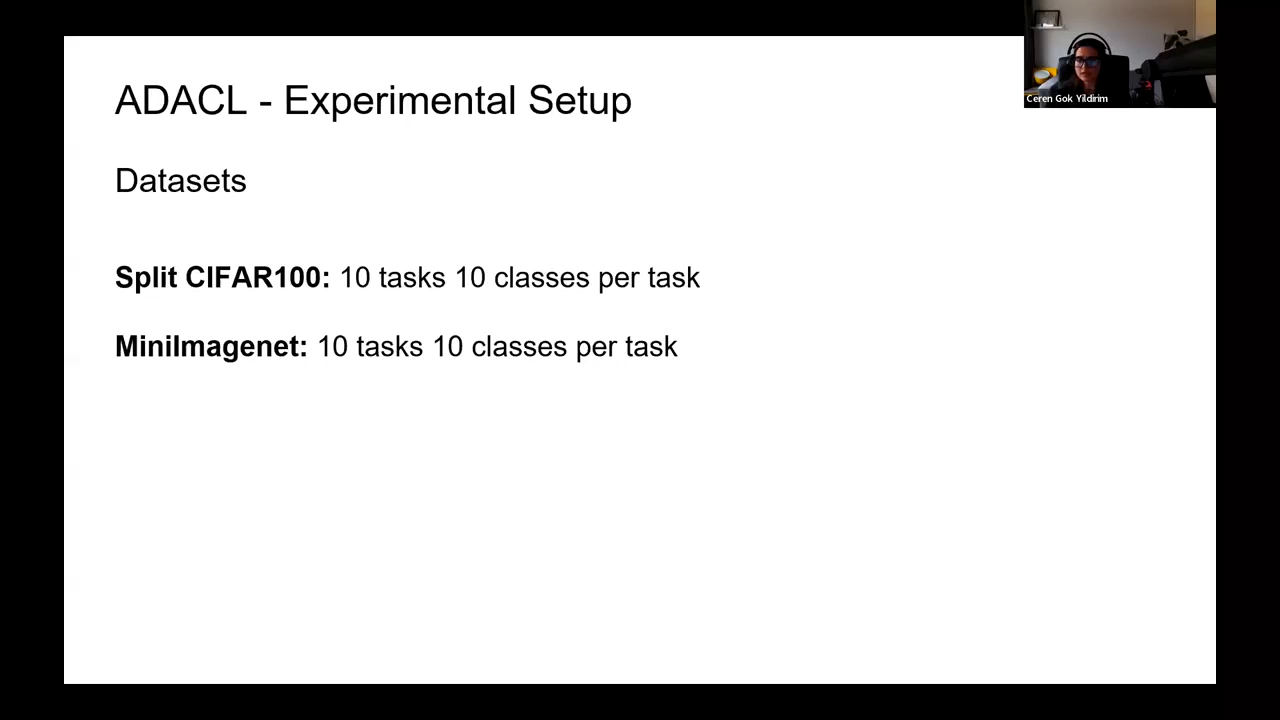 ADACL - Experimental Setup
Ceren Gok Yildirim
Datasets
Split CIFAR100: 10 tasks 10 classes per task
MiniImagenet: 10 tasks 10 classes per task